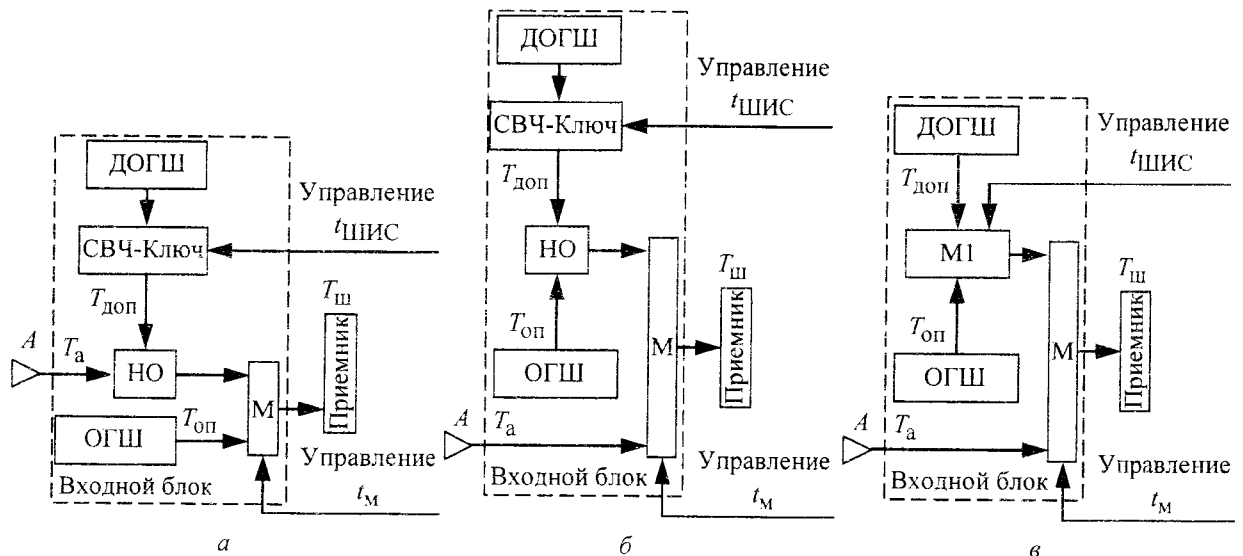 ДОГШ
СВЧ-Ключ
Управление
tШИС
Tдоп
A
Tа
НО
ОГШ
Tоп
М
Tш
Приемник
Входной блок
Управление
tм
а
ДОГШ
СВЧ-Ключ
Управление
tШИС
Tдоп
НО
Tоп
ОГШ
М
Tш
Приемник
A
Tа
Входной блок
Управление
tм
б
ДОГШ
Управление
tШИС
Tдоп
М1
Tоп
ОГШ
М
Tш
Приемник
A
Tа
Входной блок
Управление
tм
в